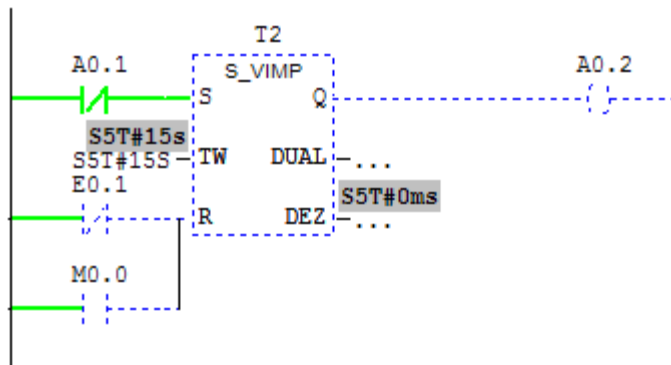 T2
A0.1
S_VIMP
A0.2
S
Q
S5T#15s
S5T#15S
TW
DUAL
...
E0.1
S5T#0ms
R
DEZ
...
M0.0